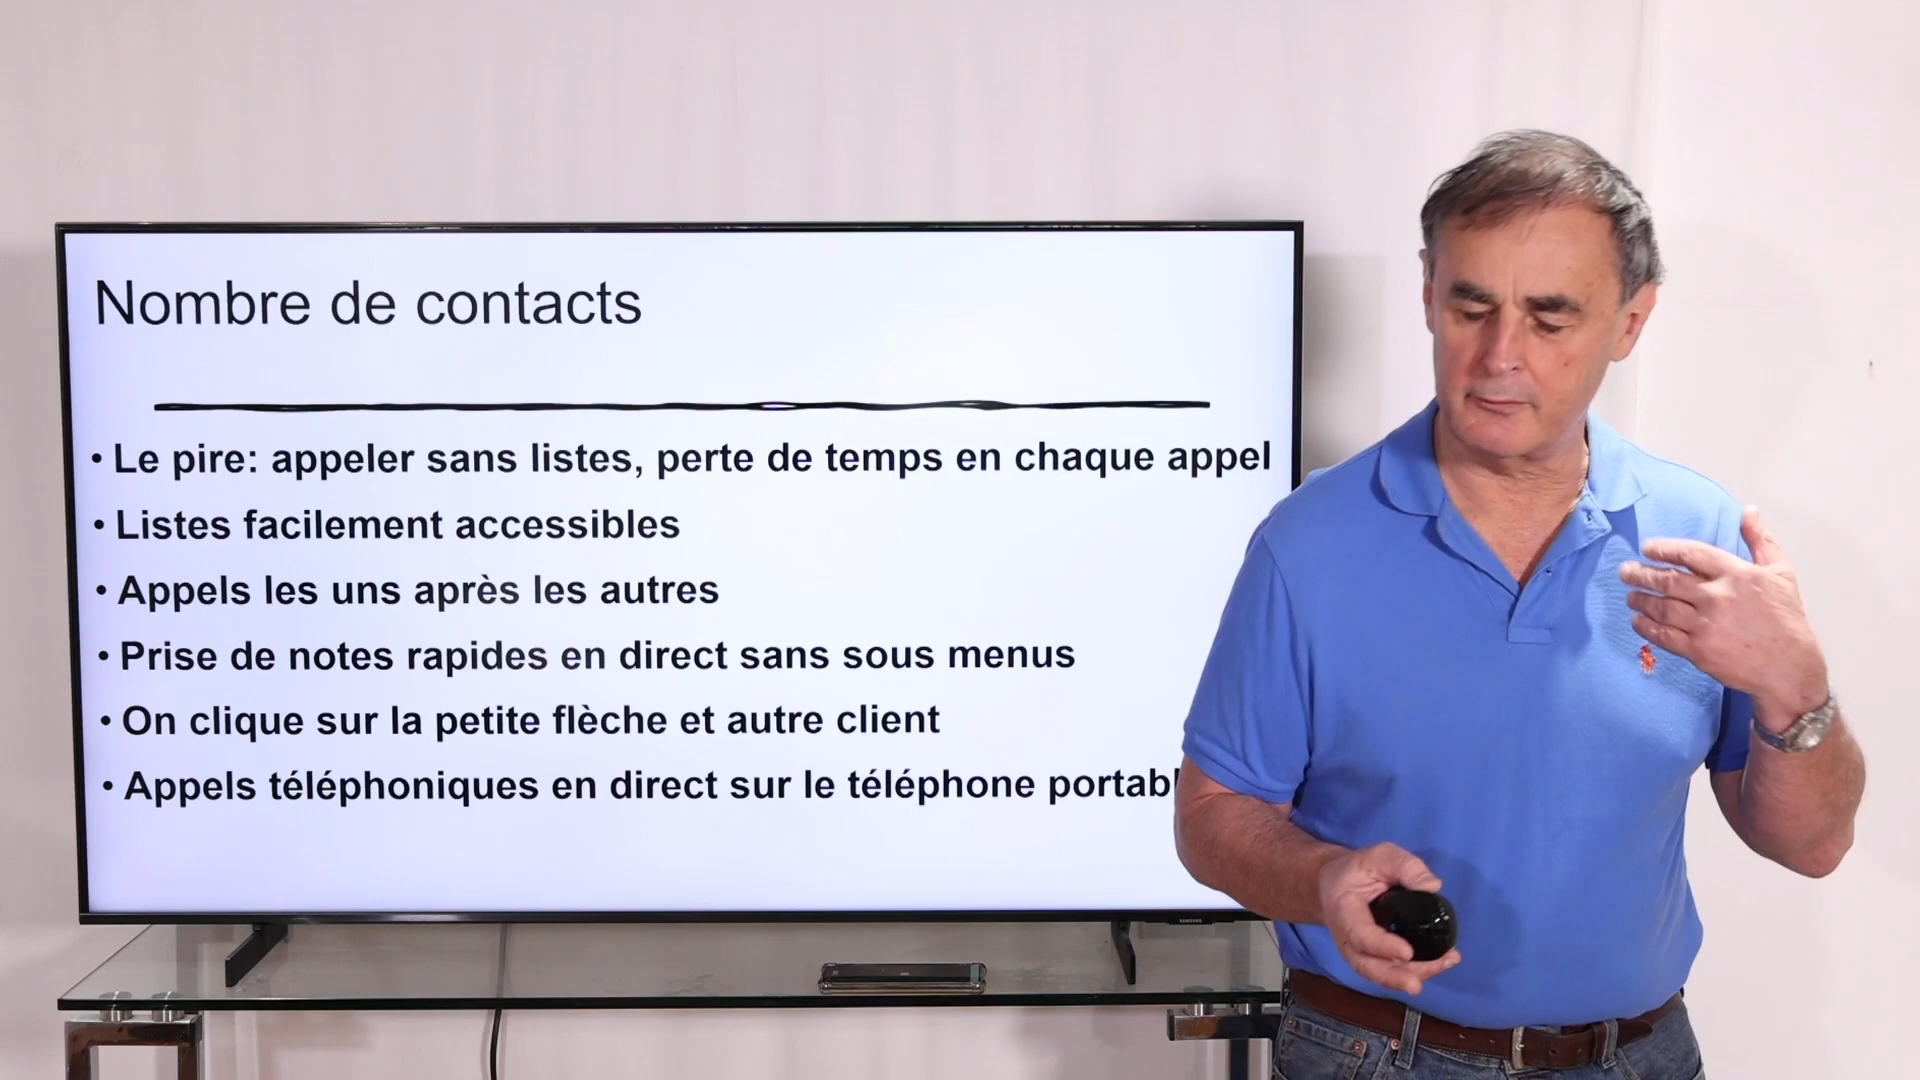 Nombre de contacts
• Le pire: appeler sans listes, perte de temps en chaque appel
• Listes facilement accessibles
• Appels les uns après les autres
• Prise de notes rapides en direct sans sous menus
• On clique sur la petite flèche et autre client
• Appels téléphoniques en direct sur le téléphone portabl
SAMSUNG